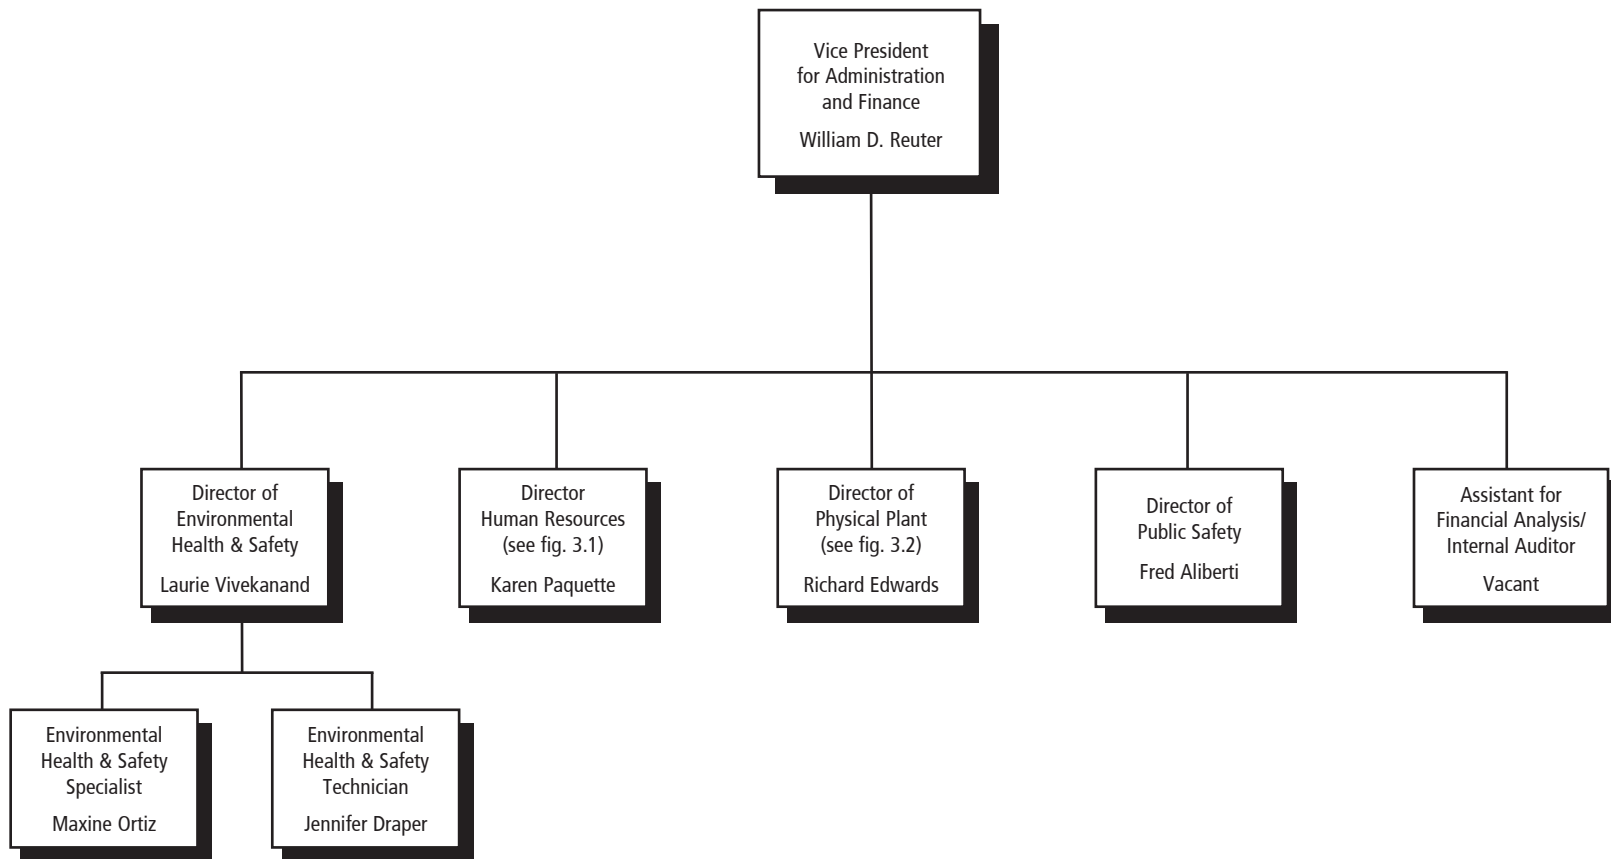 Vice President
for Administration
and Finance
William D. Reuter
Director of
Environmental
Health & Safety
Laurie Vivekanand
Director
Human Resources
(see fig. 3.1)
Karen Paquette
Director of
Physical Plant
(see fig. 3.2)
Richard Edwards
Director of
Public Safety
Fred Aliberti
Assistant for
Financial Analysis/
Internal Auditor
Vacant
Environmental
Health & Safety
Specialist
Maxine Ortiz
Environmental
Health & Safety
Technician
Jennifer Draper